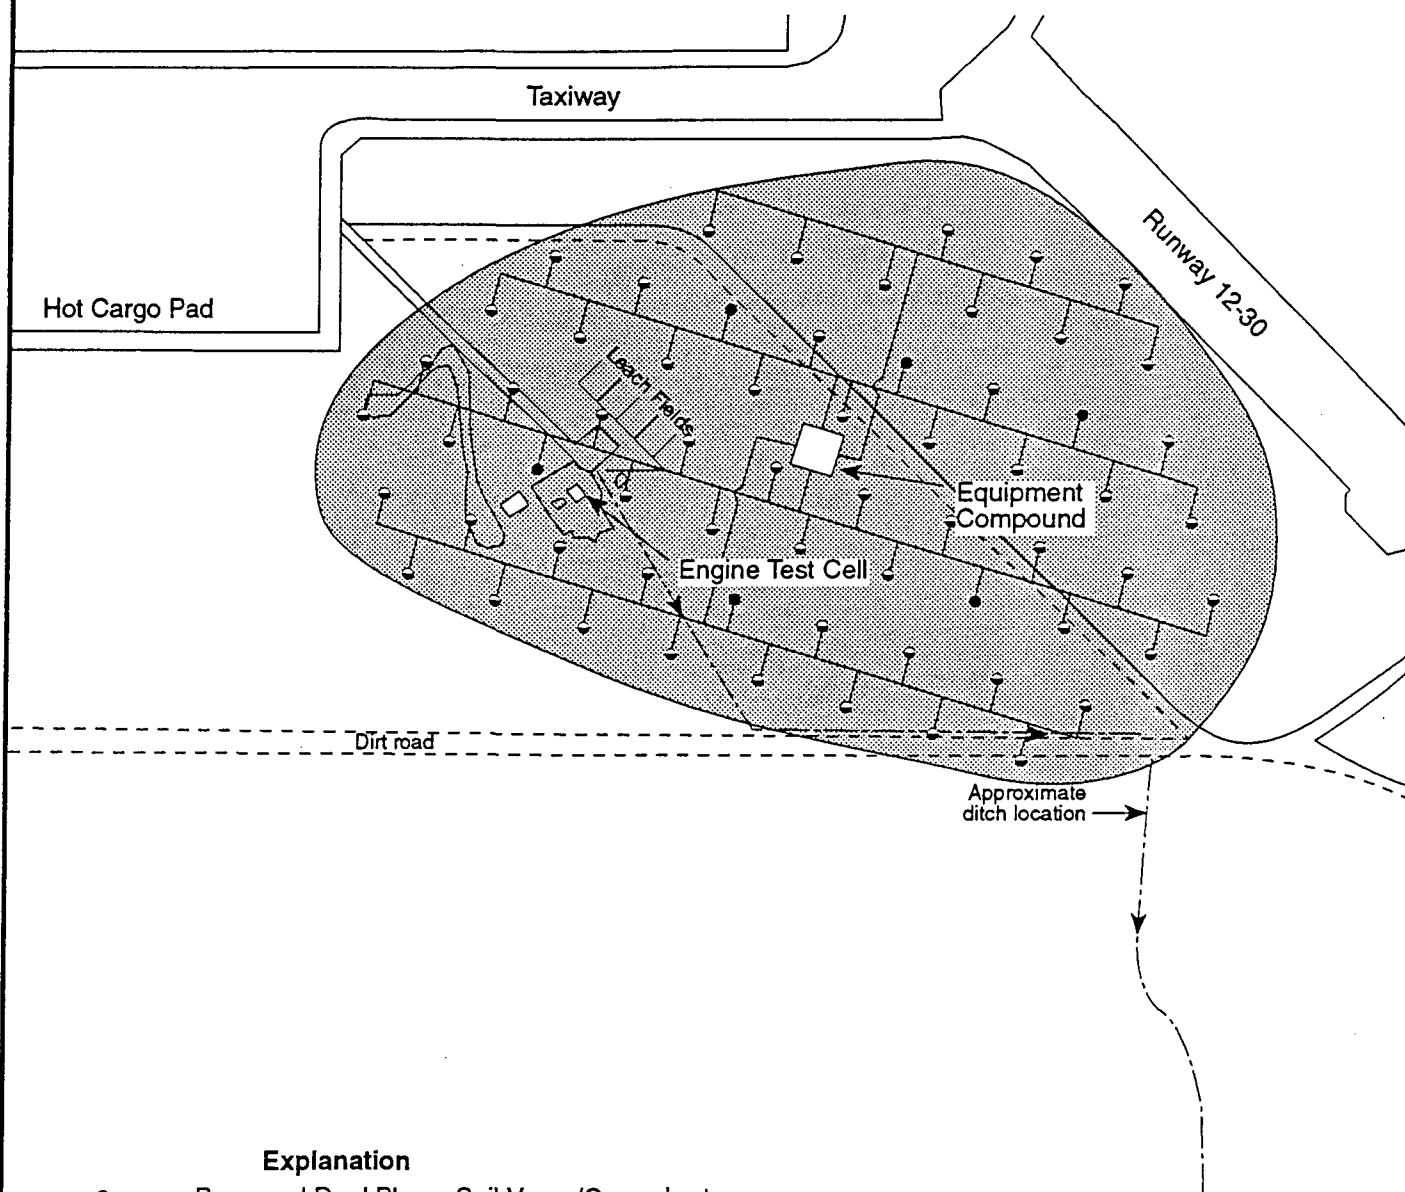 Taxiway
Runway 12-30
Hot Cargo Pad
Leach Fields
Equipment
Compound
Engine Test Cell
Dirt road
Approximate
ditch location
Explanation